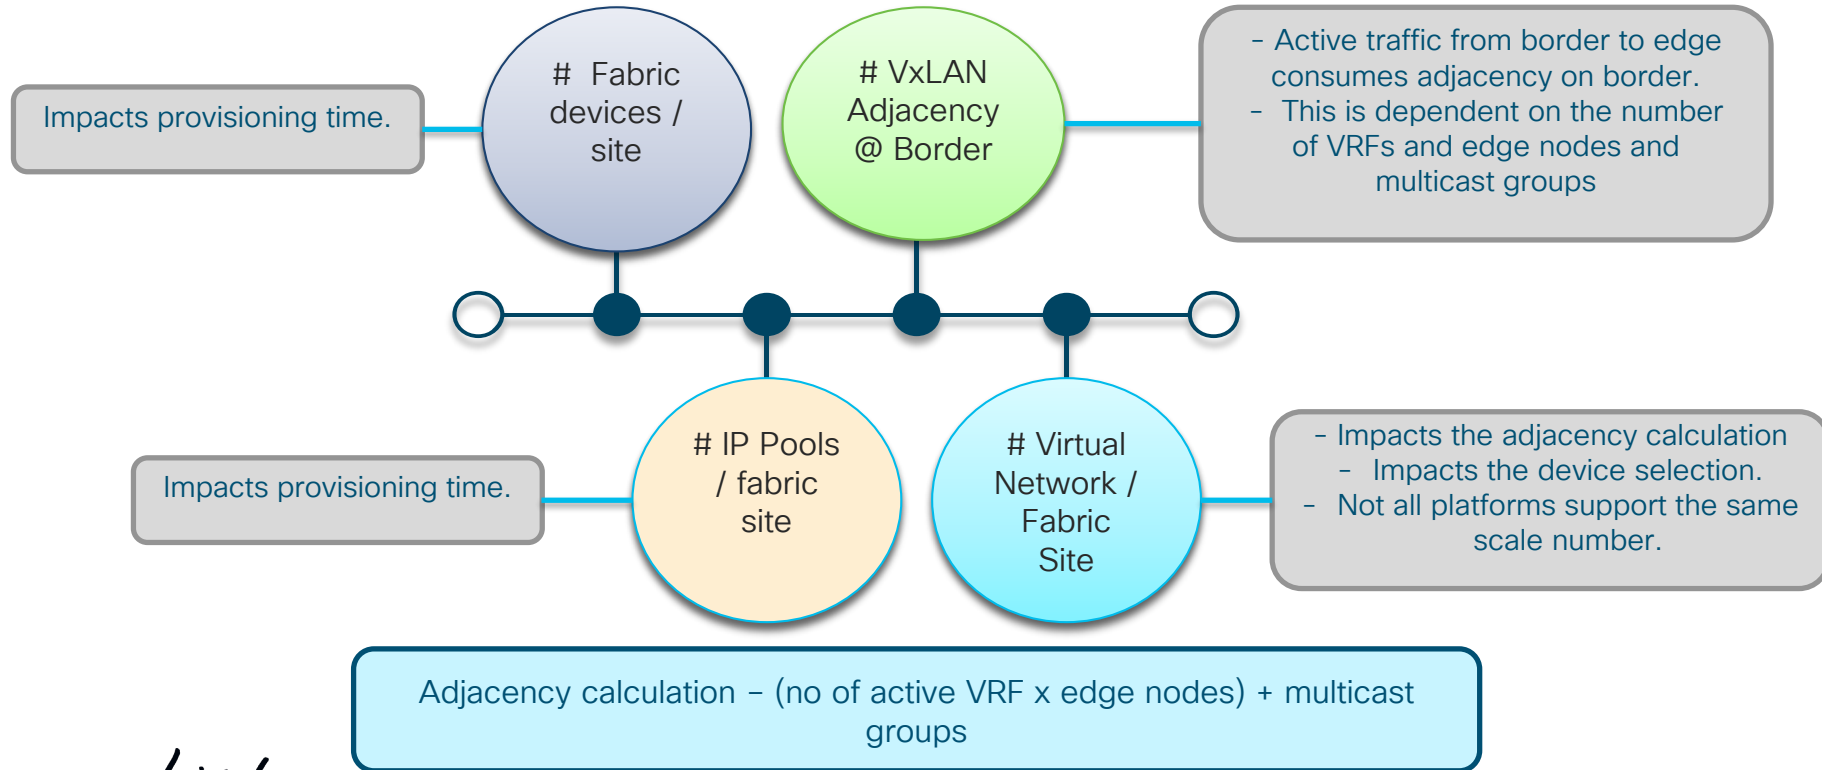 Impacts provisioning time.
# Fabric
devices /
site
# VxLAN
Adjacency
@ Border
- Active traffic from border to edge
consumes adjacency on border.
- This is dependent on the number
of VRFs and edge nodes and
multicast groups
Impacts provisioning time.
# IP Pools
/ fabric
site
# Virtual
Network /
Fabric
Site
- Impacts the adjacency calculation
- Impacts the device selection.
- Not all platforms support the same
scale number.
Adjacency calculation – (no of active VRF x edge nodes) + multicast
groups